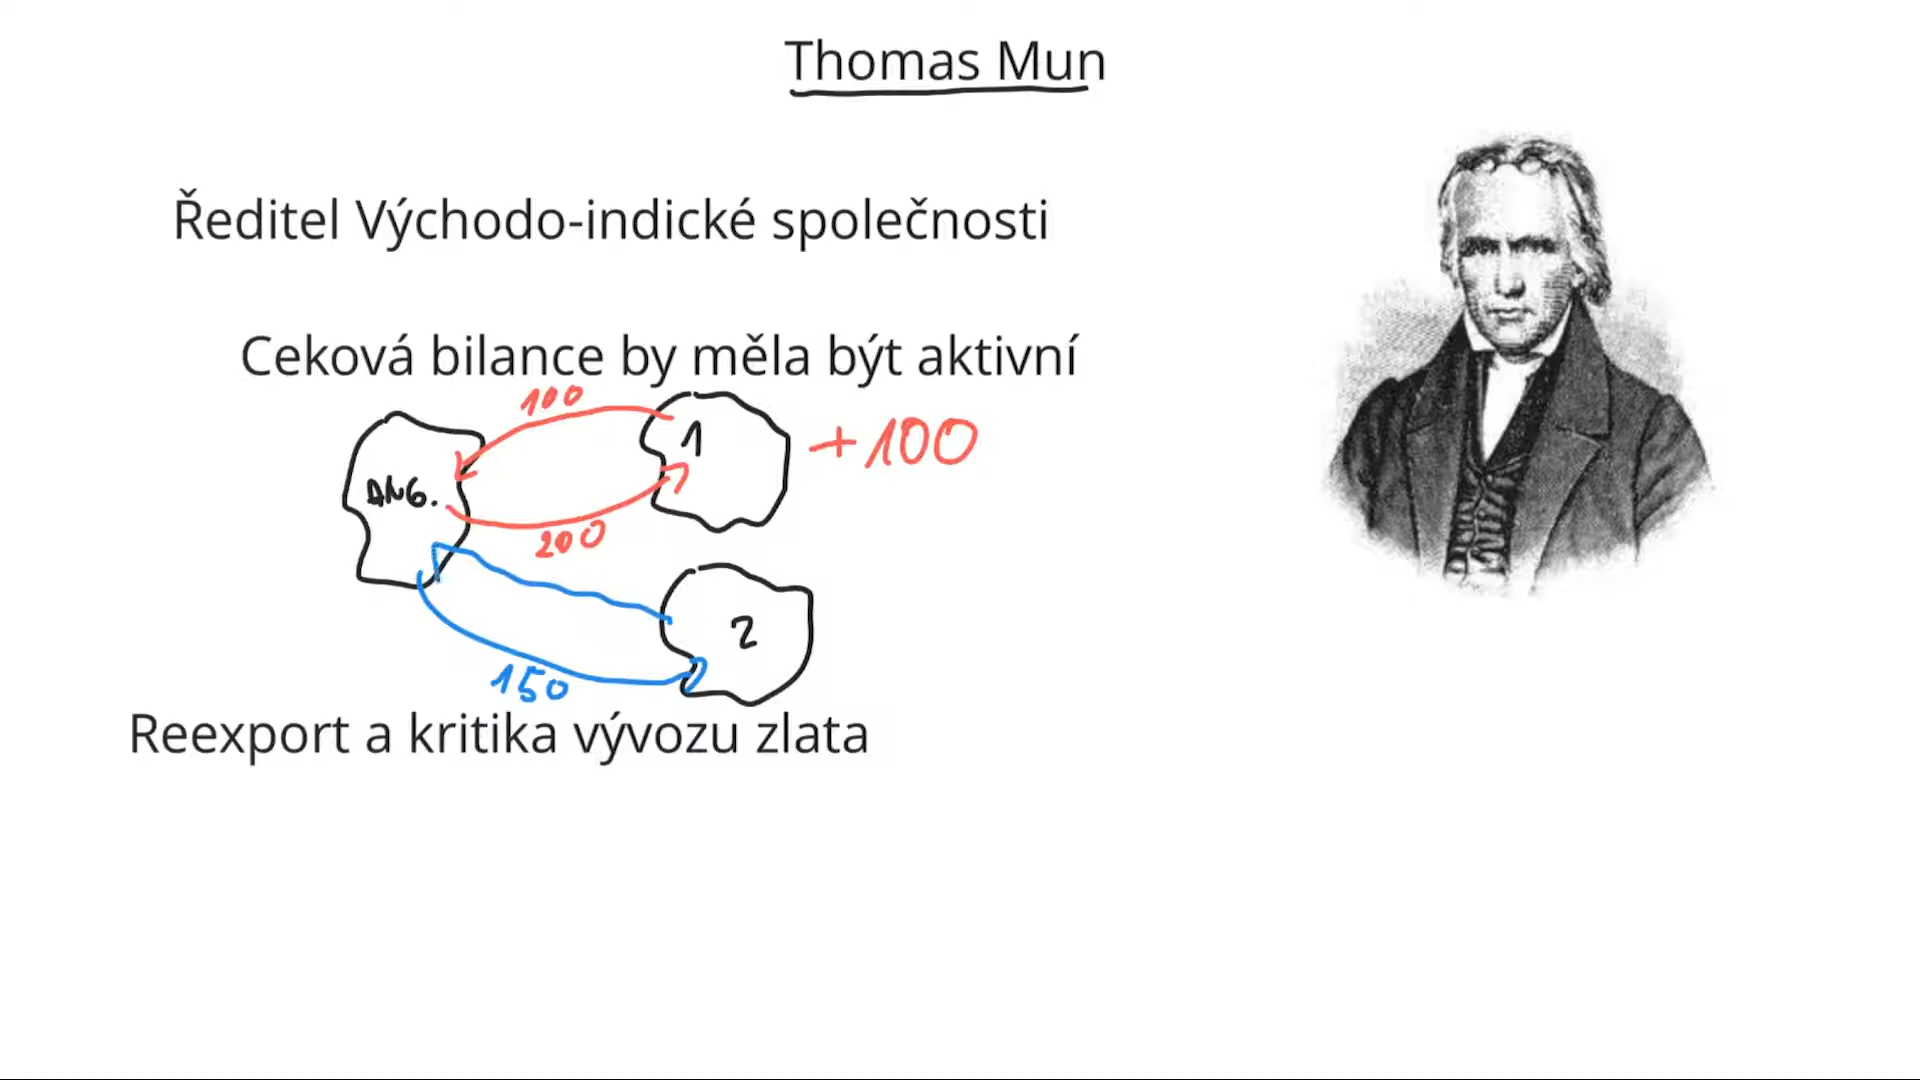 Thomas Mun
Ředitel Východo-indické společnosti
Ceková bilance by měla být aktivní
100
1
+100
ANG.
200
2
150
Reexport a kritika vývozu zlata